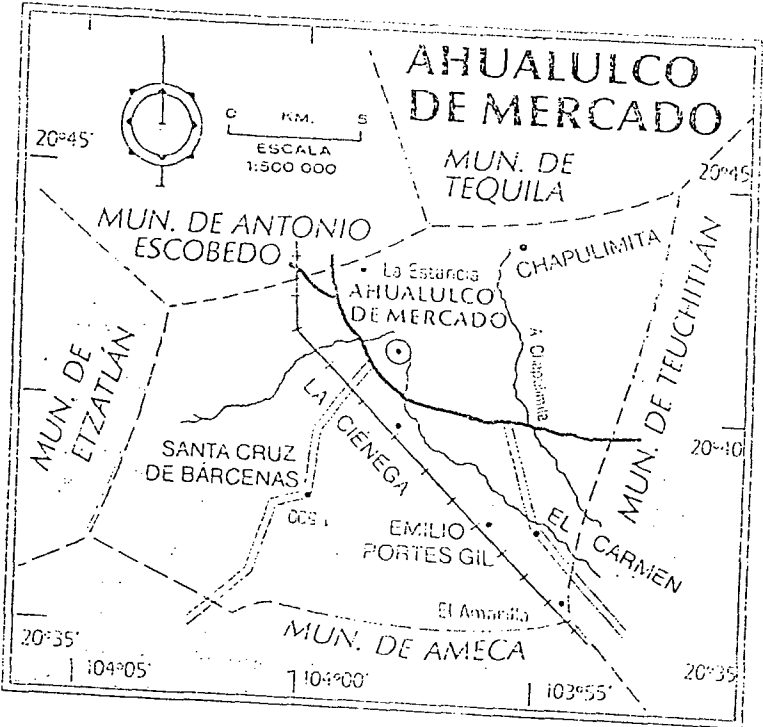 AHUALULCO
DE MERCADO
0 KM. 5
ESCALA
1:500 000
20°45'
20°45'
MUN. DE
TEQUILA
MUN. DE ANTONIO
ESCOBEDO
CHAPULIMITA
La Estancia
AHUALULCO
DE MERCADO
MUN. DE TEUCHITLÁN
MUN. DE
ETZATLÁN
LA CIÉNEGA
20°40'
SANTA CRUZ
DE BÁRCENAS
EMILIO
PORTES GIL
EL CARMEN
El Amarillo
MUN. DE AMECA
20°35'
20°35'
104°05'
104°00'
103°55'